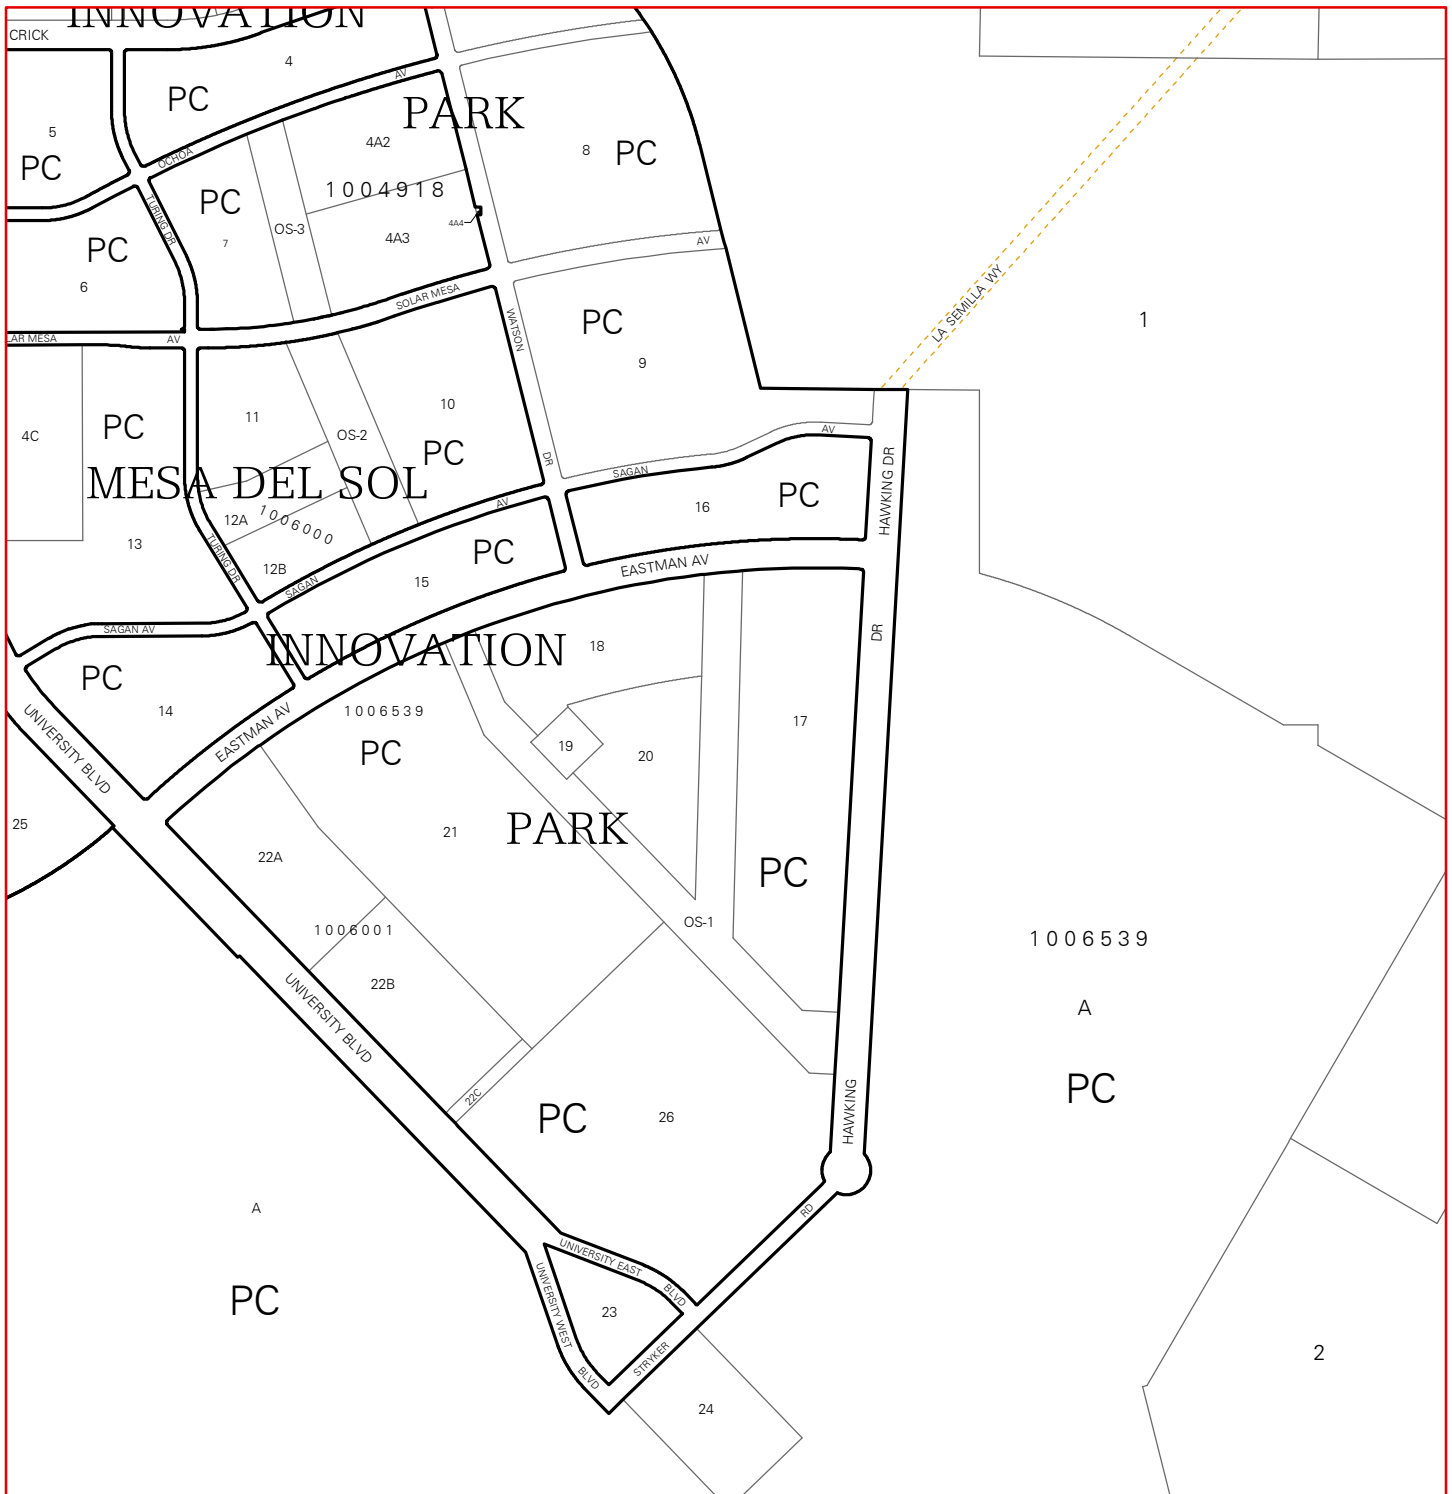 INNOVATION
CRICK
4
AV
PC
PARK
5
PC
OCHOA
4A2
8
PC
1004918
PC
TURING DR
7
OS-3
4A4
4A3
AV
PC
6
SOLAR MESA
LA SEMILLA WY
1
LAR MESA
AV
WATSON
PC
9
4C
PC
11
10
OS-2
PC
DR
AV
SAGAN
HAWKING DR
MESA DEL SOL
12A
1006000
AV
16
PC
13
TURING DR
12B
SAGAN
15
PC
EASTMAN AV
SAGAN AV
INNOVATION
18
DR
PC
14
UNIVERSITY BLVD
EASTMAN AV
1006539
PC
19
20
17
25
21
PARK
22A
PC
1006001
OS-1
1006539
22B
UNIVERSITY BLVD
A
22C
PC
26
HAWKING
PC
A
PC
RD
UNIVERSITY EAST
BLVD
UNIVERSITY WEST
BLVD
23
STRYKER
24
2